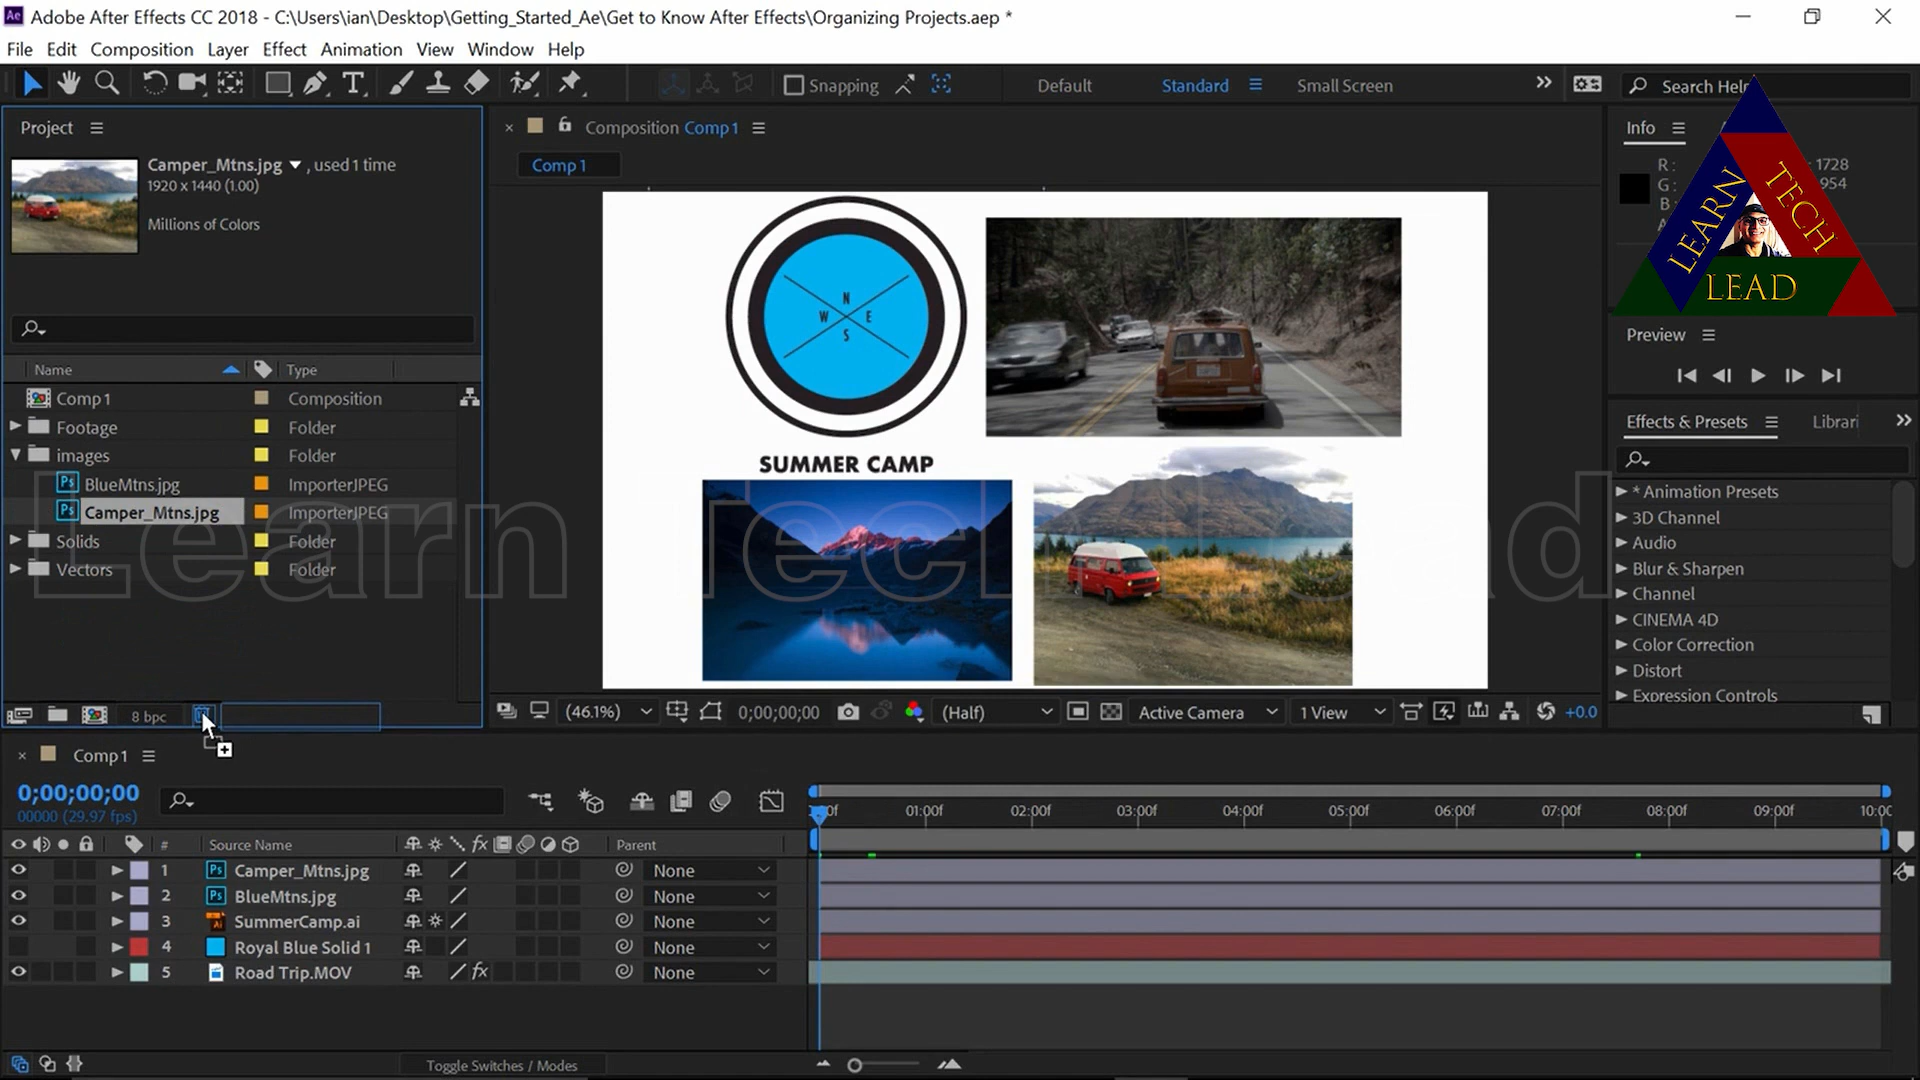 Adobe After Effects CC 2018 - C:\Users\ian\Desktop\Getting_Started_Ae\Get to Know After Effects\Organizing Projects.aep *
File Edit Composition Layer Effect Animation View Window Help
Snapping Default Standard Small Screen Search Help
Project
Camper_Mtns.jpg , used 1 time
1920 x 1440 (1.00)
Millions of Colors
Name Type
Comp1 Composition
Footage Folder
images Folder
BlueMtns.jpg ImporterJPEG
Camper_Mtns.jpg ImporterJPEG
Solids Folder
Vectors Folder
8 bpc
Composition Comp1
Comp1
N
W E
S
SUMMER CAMP
Learn Tech Lead
(46.1%) 0;00;00;00 (Half) Active Camera 1 View +0.0
Info
R: 1728
G: 954
B:
LEARN
TECH
LEAD
Preview
Effects & Presets Librari
* Animation Presets
3D Channel
Audio
Blur & Sharpen
Channel
CINEMA 4D
Color Correction
Distort
Expression Controls
Comp1
0;00;00;00
00000 (29.97 fps)
01:00f 02:00f 03:00f 04:00f 05:00f 06:00f 07:00f 08:00f 09:00f 10:00
# Source Name Parent
1 Camper_Mtns.jpg None
2 BlueMtns.jpg None
3 SummerCamp.ai None
4 Royal Blue Solid 1 None
5 Road Trip.MOV None
Toggle Switches / Modes